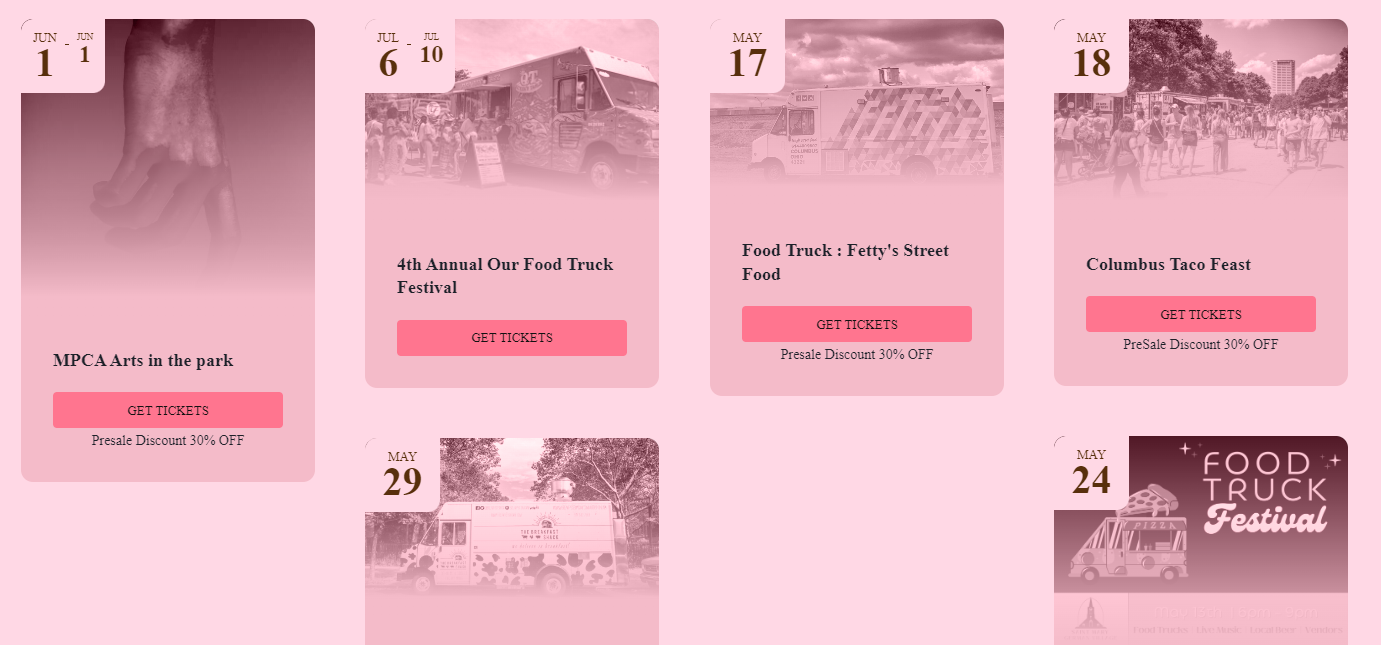 JUN - JUN
1 1
MPCA Arts in the park
GET TICKETS
Presale Discount 30% OFF
JUL - JUL
6 10
4th Annual Our Food Truck
Festival
GET TICKETS
MAY
17
FETTY'S
Food Truck : Fetty's Street
Food
GET TICKETS
Presale Discount 30% OFF
MAY
18
Columbus Taco Feast
GET TICKETS
PreSale Discount 30% OFF
MAY
29
THE BREAKFAST
MAY
24
FOOD
TRUCK
Festival
PIZZA
Food Trucks Live Music Local Beer Vendors